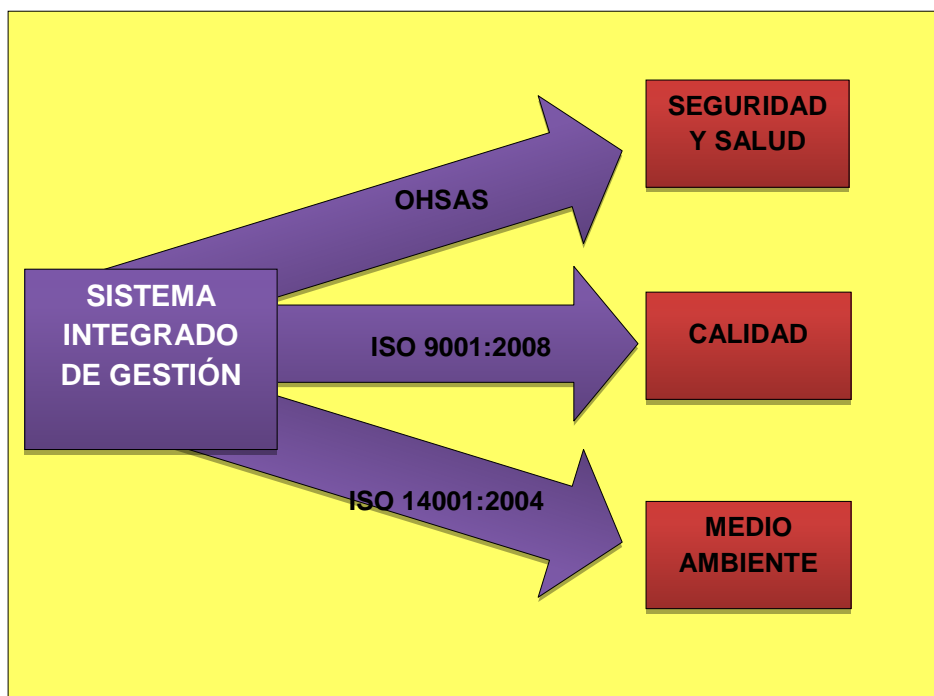 SEGURIDAD
Y SALUD
OHSAS
SISTEMA
INTEGRADO
DE GESTIÓN
ISO 9001:2008
CALIDAD
ISO 14001:2004
MEDIO
AMBIENTE